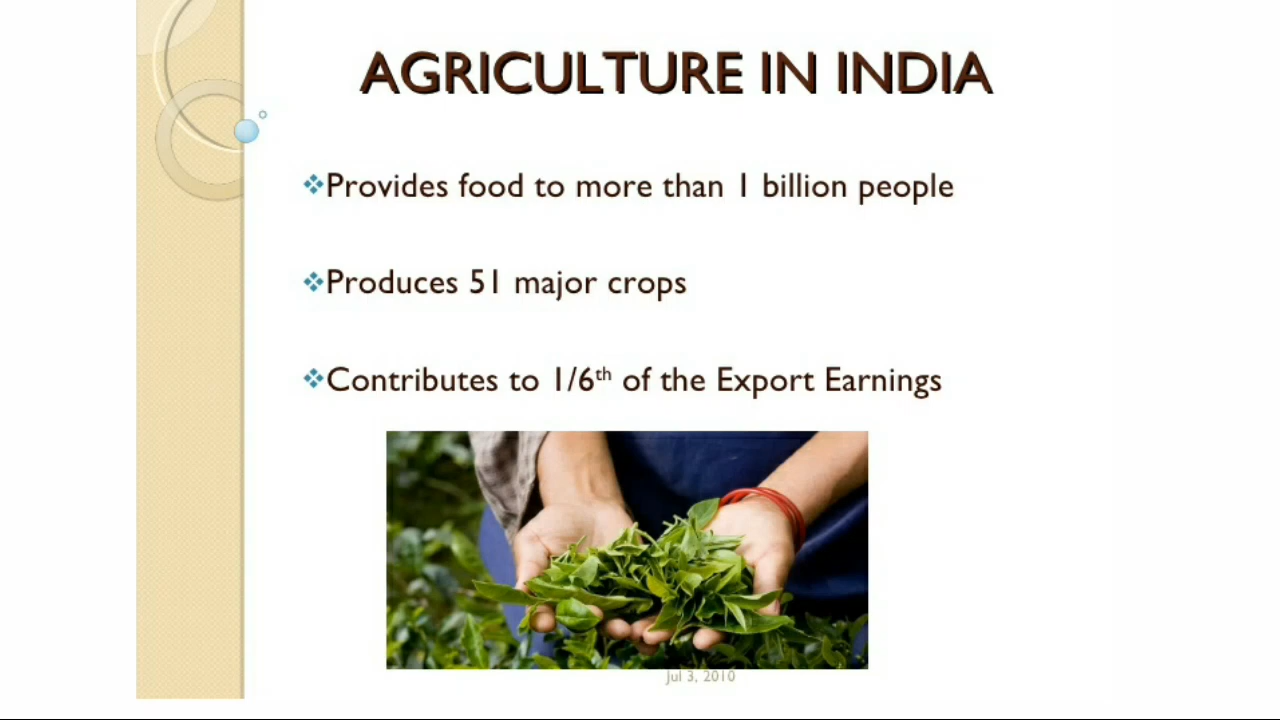 AGRICULTURE IN INDIA
❖Provides food to more than 1 billion people
❖Produces 51 major crops
❖Contributes to 1/6th of the Export Earnings
Jul 3, 2010